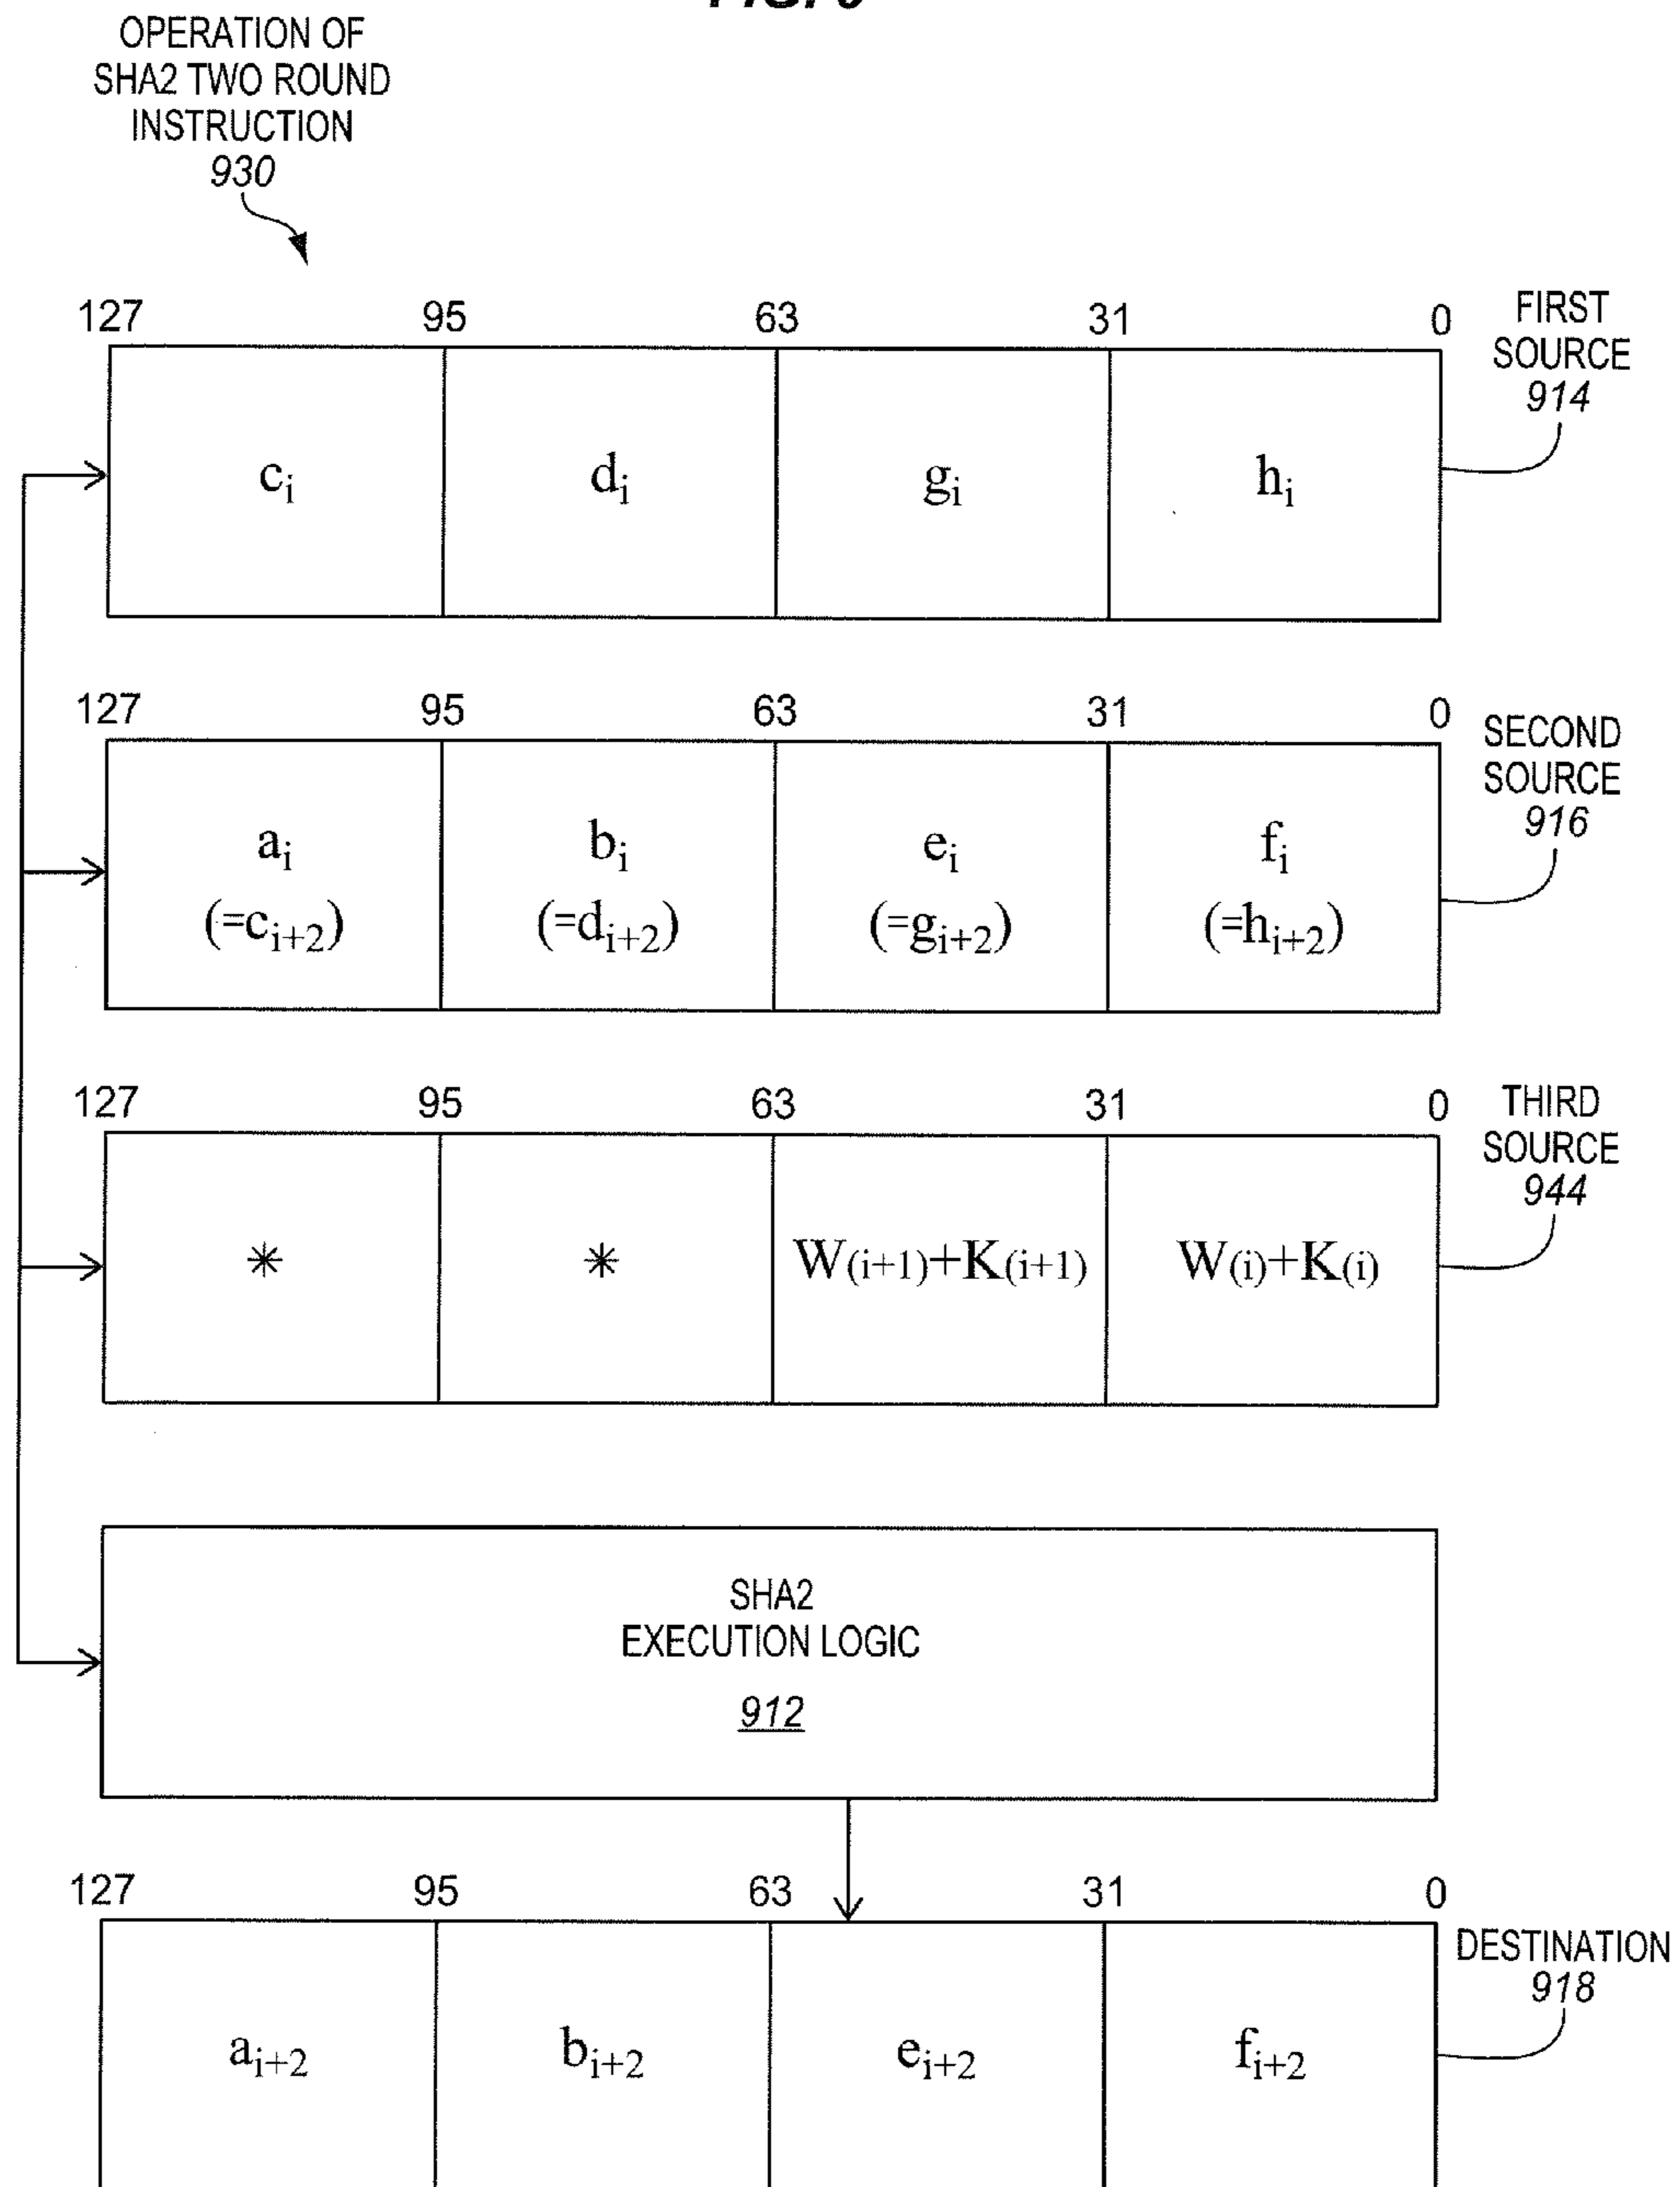 OPERATION OF
SHA2 TWO ROUND
INSTRUCTION
930
127 95 63 31 0
FIRST
SOURCE
914
cᵢ dᵢ gᵢ hᵢ
127 95 63 31 0
SECOND
SOURCE
916
aᵢ bᵢ eᵢ fᵢ
(=cᵢ₊₂) (=dᵢ₊₂) (=gᵢ₊₂) (=hᵢ₊₂)
127 95 63 31 0
THIRD
SOURCE
944
* * W(i+1)+K(i+1) W(i)+K(i)
SHA2
EXECUTION LOGIC
912
127 95 63 31 0
DESTINATION
918
aᵢ₊₂ bᵢ₊₂ eᵢ₊₂ fᵢ₊₂